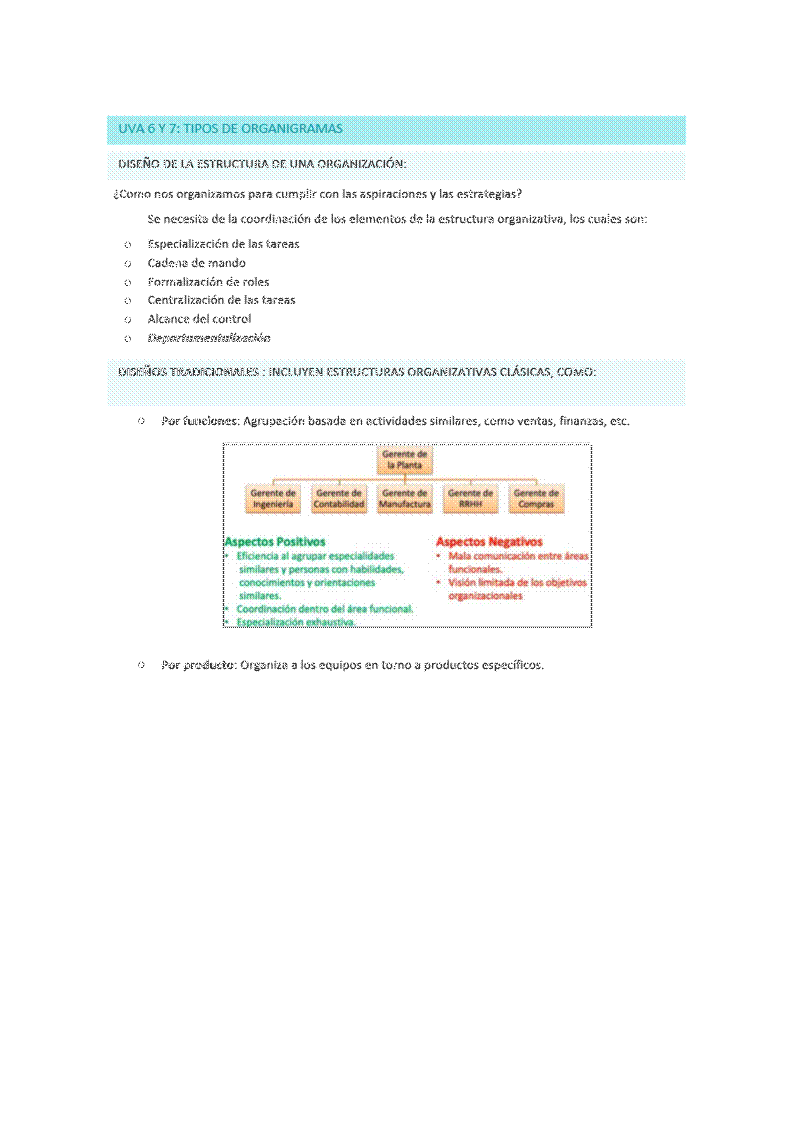 UVA 6 Y 7: TIPOS DE ORGANIGRAMAS
DISEÑO DE LA ESTRUCTURA DE UNA ORGANIZACIÓN:
¿Como nos organizamos para cumplir con las aspiraciones y las estrategias?
Se necesita de la coordinación de los elementos de la estructura organizativa, los cuales son:
o Especialización de las tareas
o Cadena de mando
o Formalización de roles
o Centralización de las tareas
o Alcance del control
o Departamentalización
DISEÑOS TRADICIONALES : INCLUYEN ESTRUCTURAS ORGANIZATIVAS CLÁSICAS, COMO:
o Por funciones: Agrupación basada en actividades similares, como ventas, finanzas, etc.
Gerente de
la Planta
Gerente de
Ingeniería
Gerente de
Contabilidad
Gerente de
Manufactura
Gerente de
RRHH
Gerente de
Compras
Aspectos Positivos
• Eficiencia al agrupar especialidades
similares y personas con habilidades,
conocimientos y orientaciones
similares.
• Coordinación dentro del área funcional.
• Especialización exhaustiva.
Aspectos Negativos
• Mala comunicación entre áreas
funcionales.
• Visión limitada de los objetivos
organizacionales
o Por producto: Organiza a los equipos en torno a productos específicos.